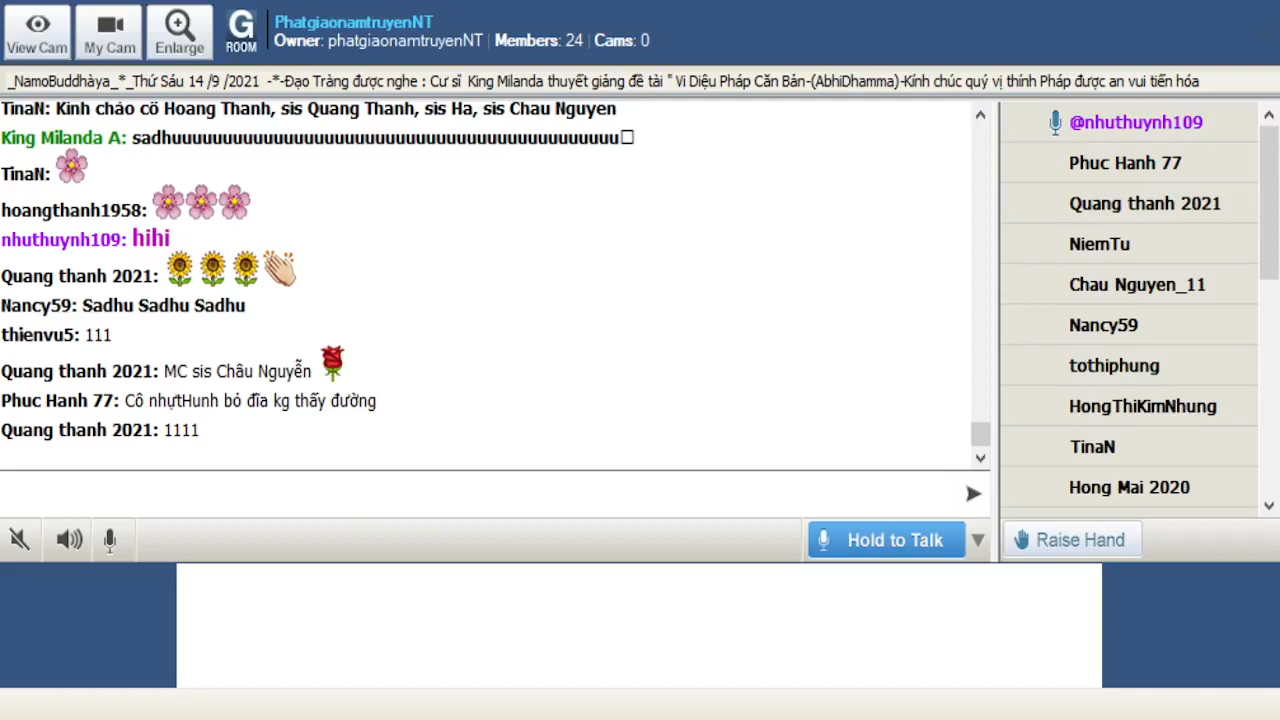 View Cam
My Cam
Enlarge
G
ROOM
PhatgiaonamtruyenNT
Owner: phatgiaonamtruyenNT | Members: 24 | Cams: 0
_NamoBuddhàya_*_Thứ Sáu 14 /9 /2021 -*-Đạo Tràng được nghe : Cư sĩ King Milanda thuyết giảng đề tài " Vi Diệu Pháp Căn Bản-(AbhiDhamma)-Kính chúc quý vị thính Pháp được an vui tiến hóa
TinaN: Kinh chào cô Hoang Thanh, sis Quang Thanh, sis Ha, sis Chau Nguyen
King Milanda A: sadhuuuuuuuuuuuuuuuuuuuuuuuuuuuuuuuuuuuuuuuuuu
TinaN:
hoangthanh1958:
nhuthuynh109: hihi
Quang thanh 2021:
Nancy59: Sadhu Sadhu Sadhu
thienvu5: 111
Quang thanh 2021: MC sis Châu Nguyễn
Phuc Hanh 77: Cô nhựtHunh bỏ đĩa kg thấy đường
Quang thanh 2021: 1111
@nhuthuynh109
Phuc Hanh 77
Quang thanh 2021
NiemTu
Chau Nguyen_11
Nancy59
tothiphung
HongThiKimNhung
TinaN
Hong Mai 2020
Hold to Talk
Raise Hand